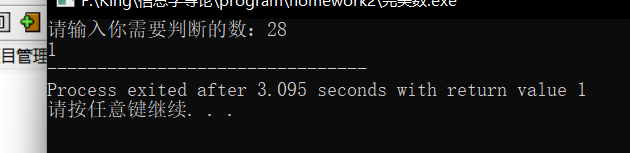 F:\King\信息学导论\program\homework2\完美数.exe
请输入你需要判断的数：28
1
--------------------------------
Process exited after 3.095 seconds with return value 1
请按任意键继续. . .
项目管理